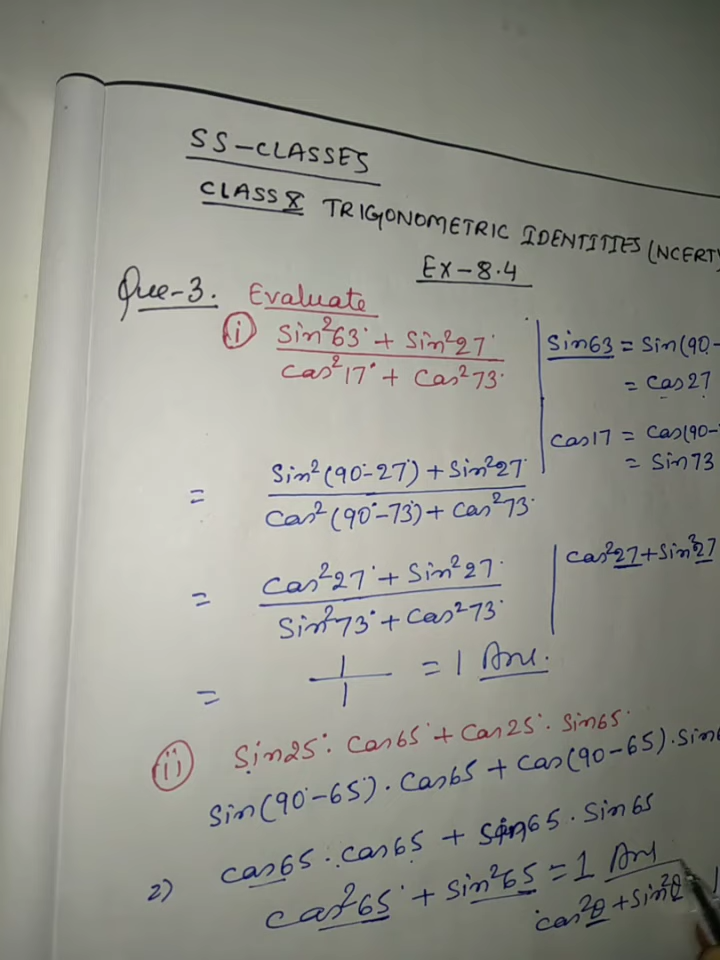 SS-CLASSES
CLASS X TRIGONOMETRIC IDENTITIES (NCERT)
Ex-8.4
Que-3. Evaluate
(i) Sin²63° + Sin²27°
Cos²17° + Cos²73°
Sin63 = Sin(90-
= Cos27
Cos17 = Cos(90-
= Sin73
= Sin²(90°-27°) + Sin²27°
Cos²(90°-73°) + Cos²73°
= Cos²27° + Sin²27°
Sin²73° + Cos²73°
Cos²27 + Sin²27
= 1/1 = 1 Ans.
(ii) Sin25°. Cos65° + Cos25°. Sin65°
Sin(90°-65°). Cos65 + Cos(90-65). Sin6
2) Cos65. Cos65 + Sin65. Sin65
Cos²65° + Sin²65 = 1 Ans
Cos²θ + Sin²θ